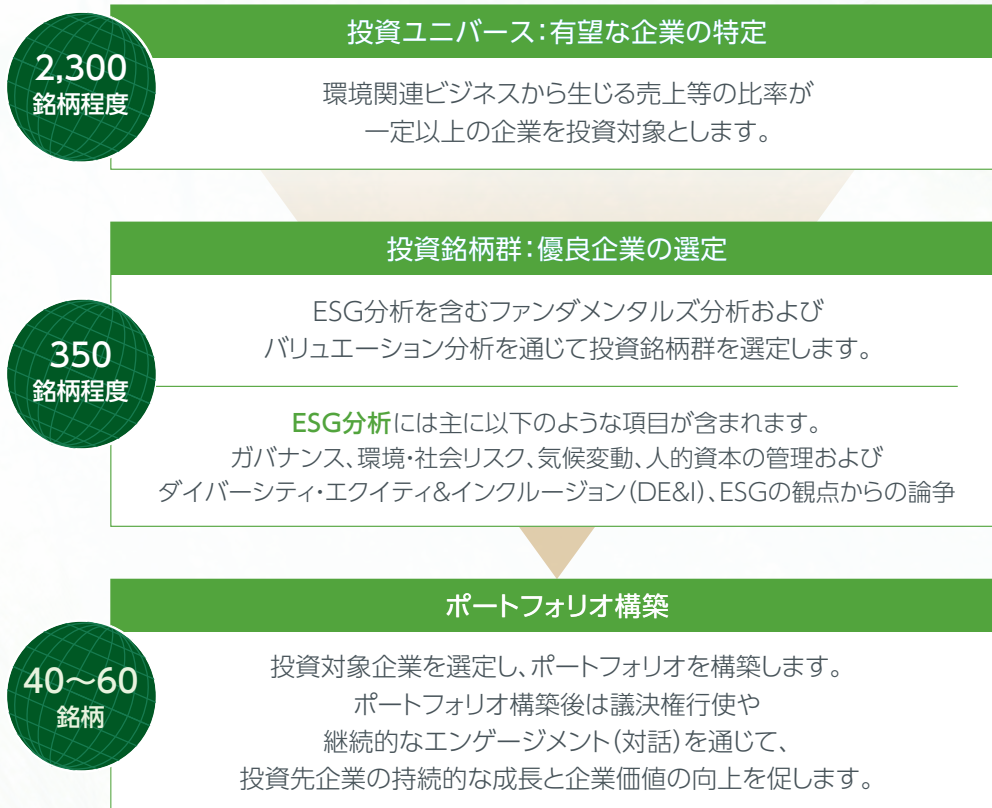 2,300
銘柄程度
投資ユニバース：有望な企業の特定
環境関連ビジネスから生じる売上等の比率が
一定以上の企業を投資対象とします。
350
銘柄程度
投資銘柄群：優良企業の選定
ESG分析を含むファンダメンタルズ分析および
バリュエーション分析を通じて投資銘柄群を選定します。
ESG分析には主に以下のような項目が含まれます。
ガバナンス、環境・社会リスク、気候変動、人的資本の管理および
ダイバーシティ・エクイティ&インクルージョン（DE&I）、ESGの観点からの論争
40〜60
銘柄
ポートフォリオ構築
投資対象企業を選定し、ポートフォリオを構築します。
ポートフォリオ構築後は議決権行使や
継続的なエンゲージメント（対話）を通じて、
投資先企業の持続的な成長と企業価値の向上を促します。